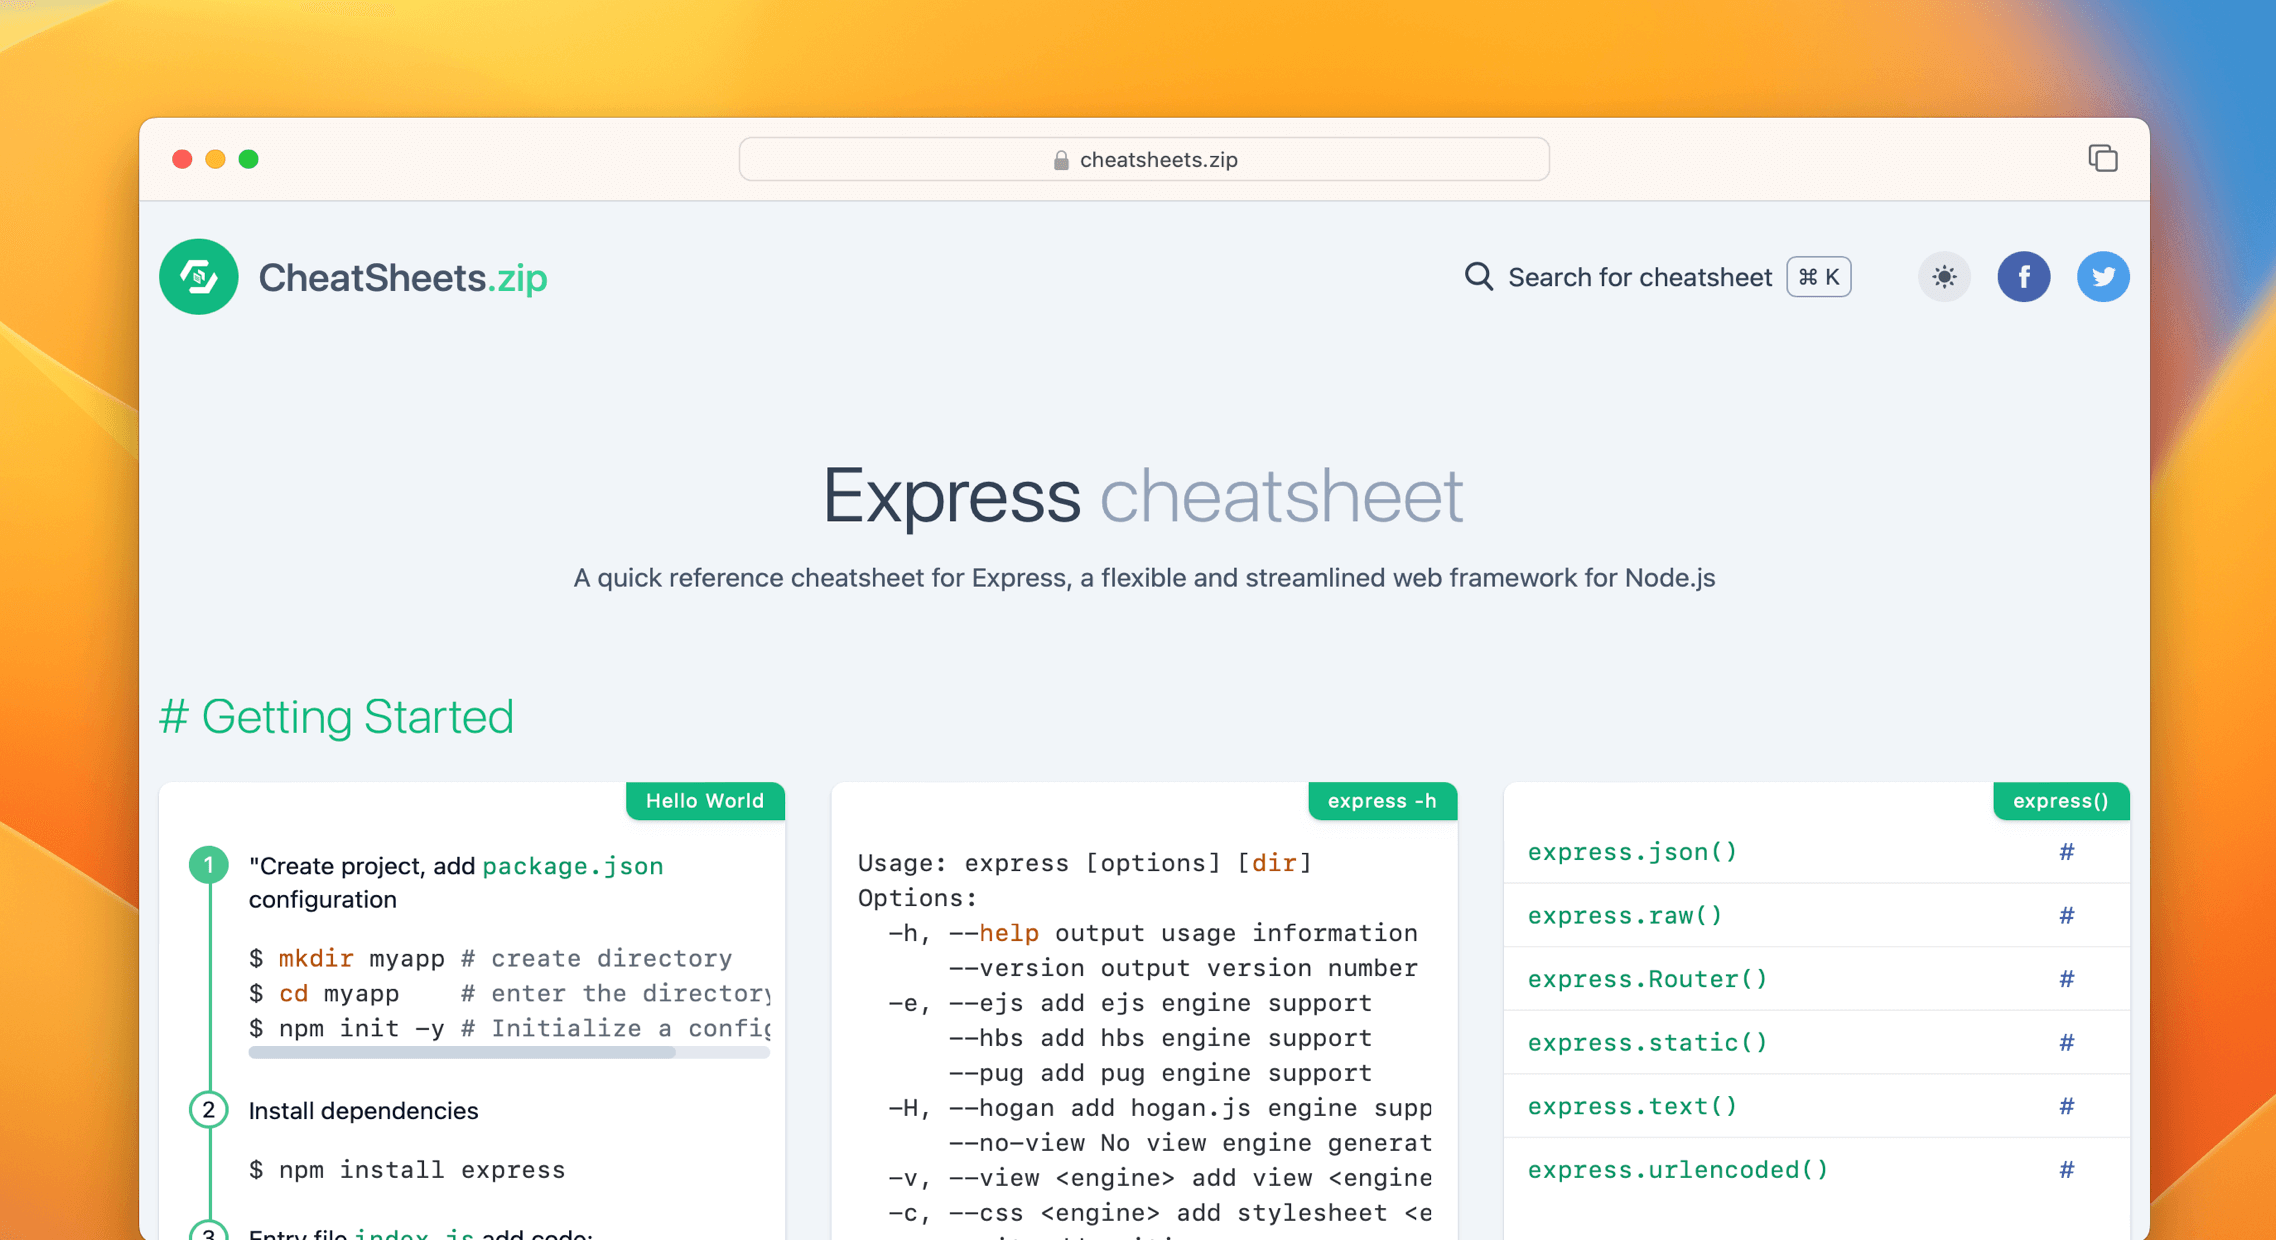 cheatsheets.zip
CheatSheets.zip
Search for cheatsheet ⌘ K
Express cheatsheet
A quick reference cheatsheet for Express, a flexible and streamlined web framework for Node.js
# Getting Started
Hello World
1 "Create project, add package.json
configuration
$ mkdir myapp # create directory
$ cd myapp    # enter the directory
$ npm init -y # Initialize a config
2 Install dependencies
$ npm install express
3 Entry file index.js add code:
express -h
Usage: express [options] [dir]
Options:
-h, --help output usage information
--version output version number
-e, --ejs add ejs engine support
--hbs add hbs engine support
--pug add pug engine support
-H, --hogan add hogan.js engine supp
--no-view No view engine generat
-v, --view <engine> add view <engine
-c, --css <engine> add stylesheet <e
express()
express.json() #
express.raw() #
express.Router() #
express.static() #
express.text() #
express.urlencoded() #